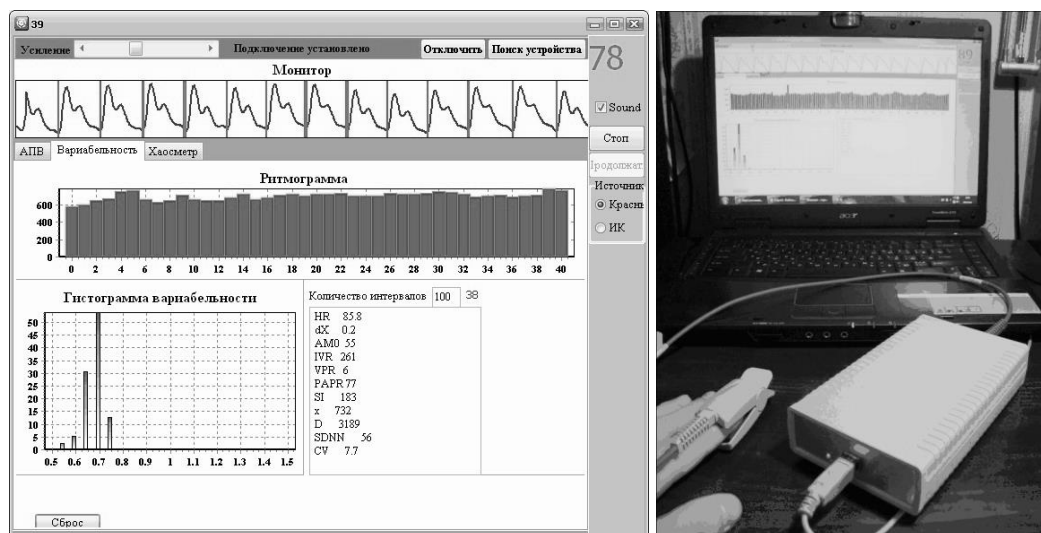 39
Усиление Подключение установлено Отключить Поиск устройства
78
Монитор
Sound
Стоп
Продолжат
АПВ Вариабельность Хаосметр
Источник
Ритмограмма
Красны
ИК
600
400
200
0
0 2 4 6 8 10 12 14 16 18 20 22 24 26 28 30 32 34 36 38 40
Гистограмма вариабельности
Количество интервалов 100 38
50
45
40
35
30
25
20
15
10
5
0
0.5 0.6 0.7 0.8 0.9 1 1.1 1.2 1.3 1.4 1.5
HR 85.8
dX 0.2
AM0 55
IVR 261
VPR 6
PAPR 77
SI 183
x 732
D 3189
SDNN 56
CV 7.7
Сброс
89
acer